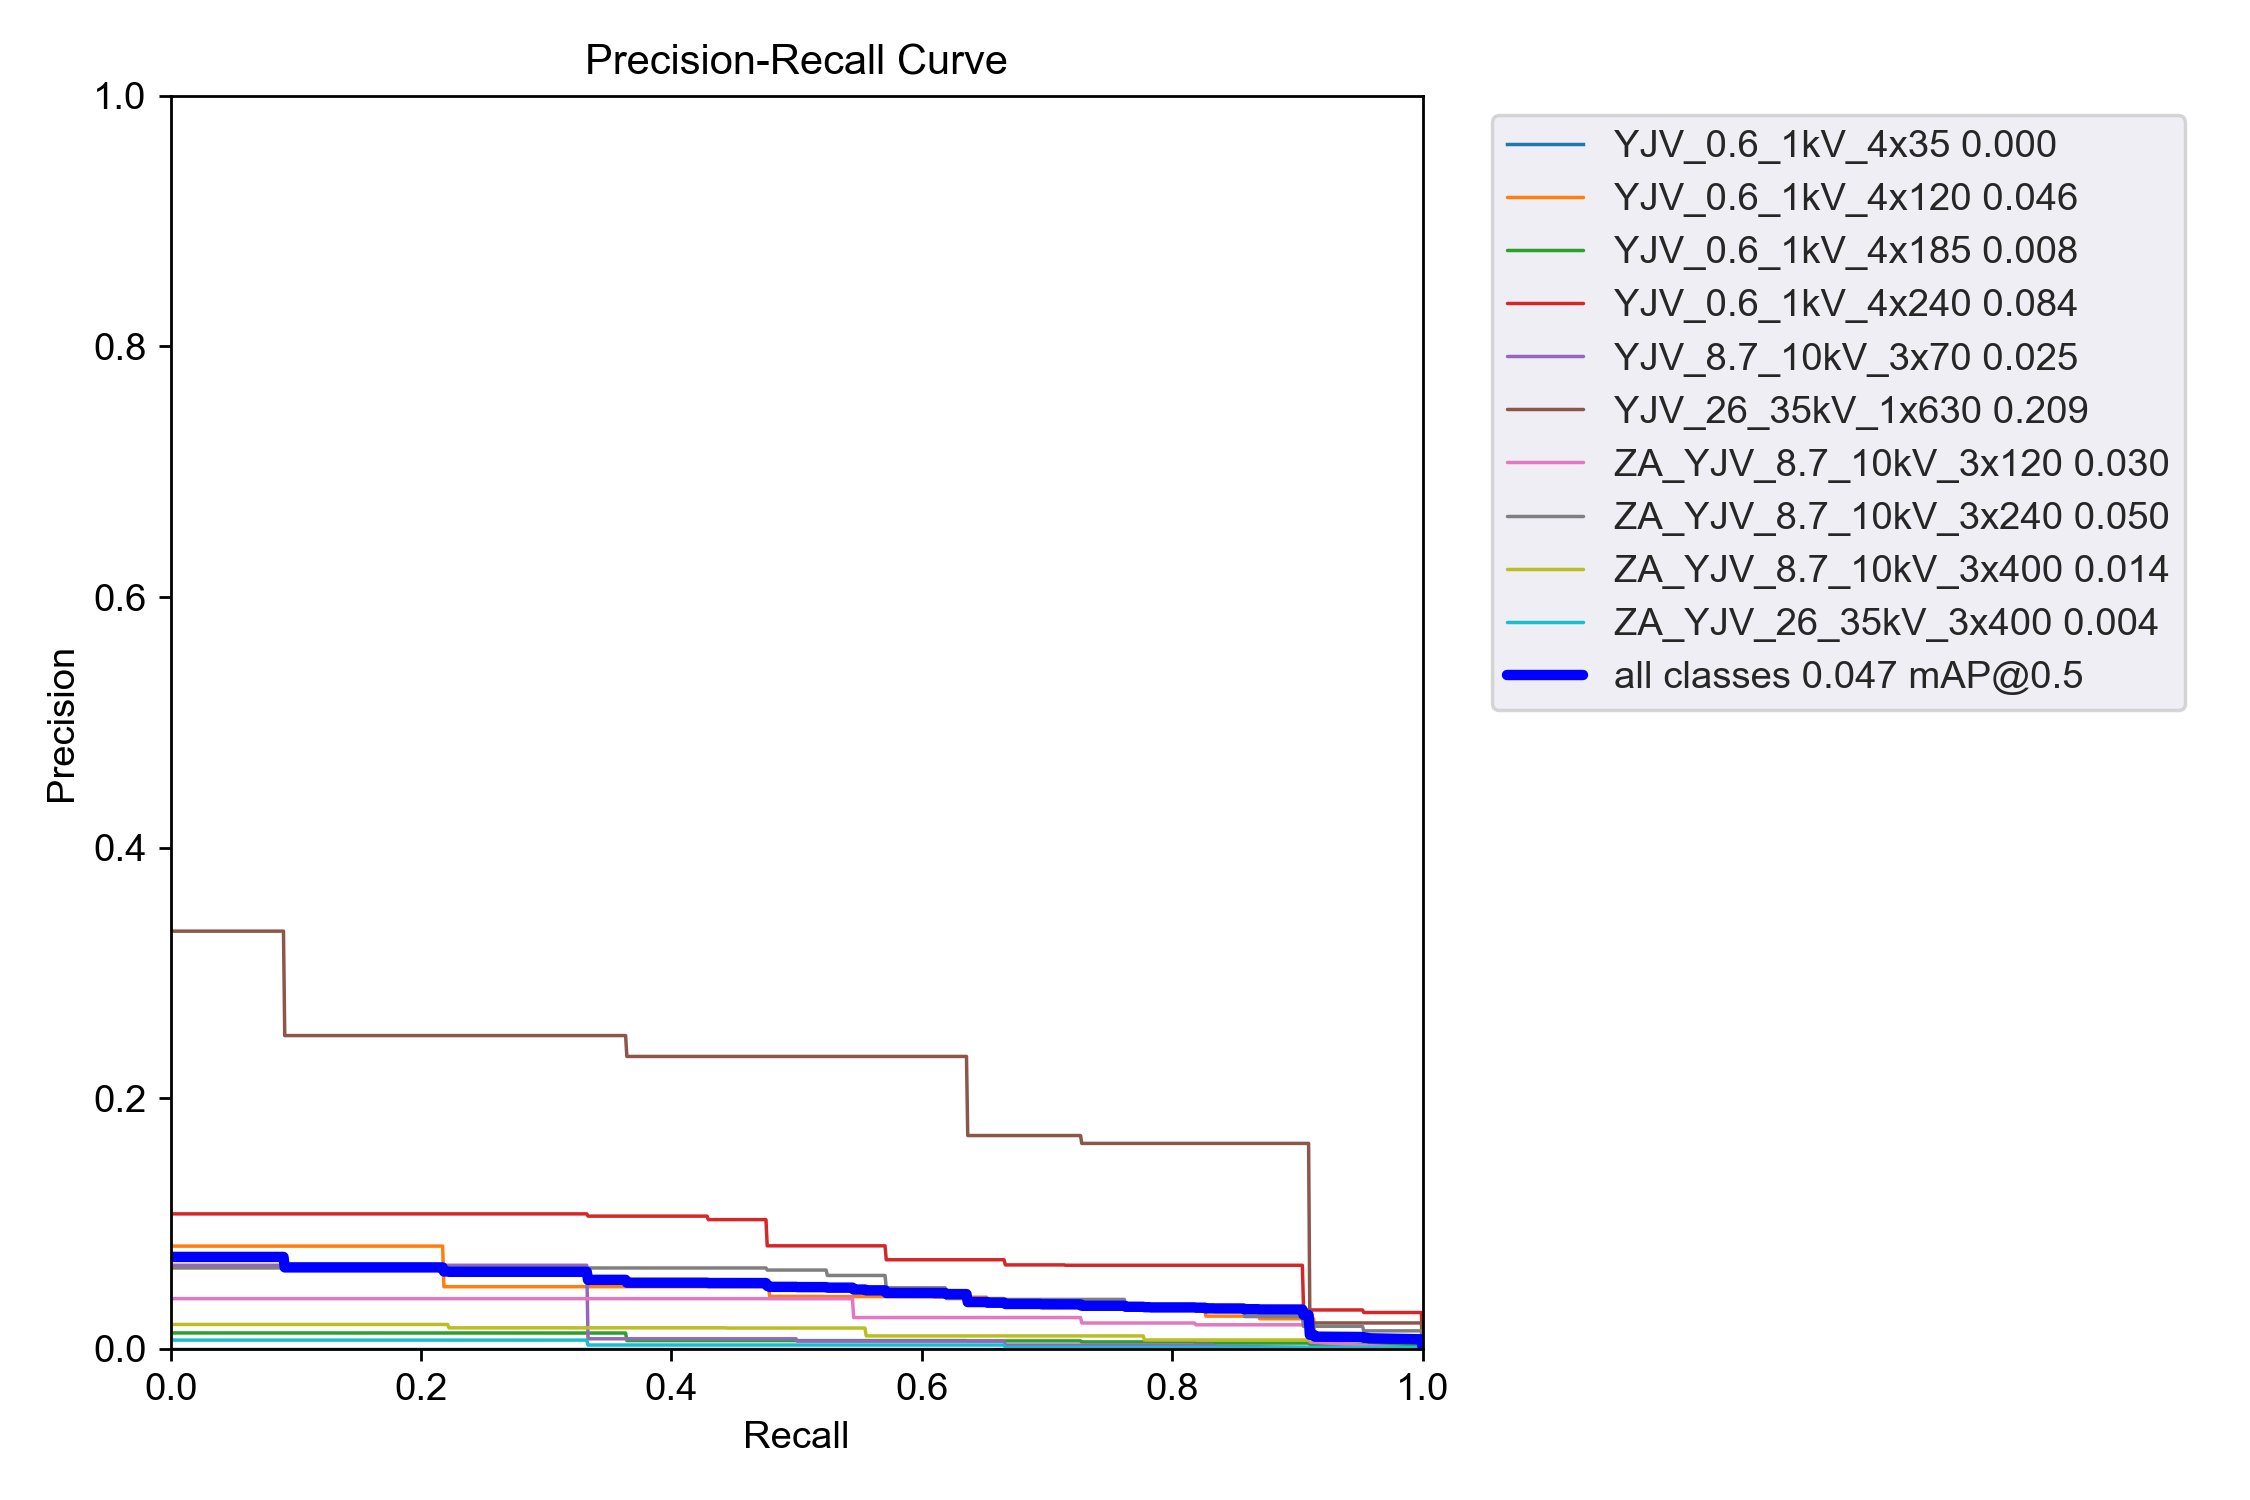 Precision-Recall Curve
1.0
0.8
0.6
0.4
0.2
0.0
0.0 0.2 0.4 0.6 0.8 1.0
Recall
Precision
YJV_0.6_1kV_4x35 0.000
YJV_0.6_1kV_4x120 0.046
YJV_0.6_1kV_4x185 0.008
YJV_0.6_1kV_4x240 0.084
YJV_8.7_10kV_3x70 0.025
YJV_26_35kV_1x630 0.209
ZA_YJV_8.7_10kV_3x120 0.030
ZA_YJV_8.7_10kV_3x240 0.050
ZA_YJV_8.7_10kV_3x400 0.014
ZA_YJV_26_35kV_3x400 0.004
all classes 0.047 mAP@0.5